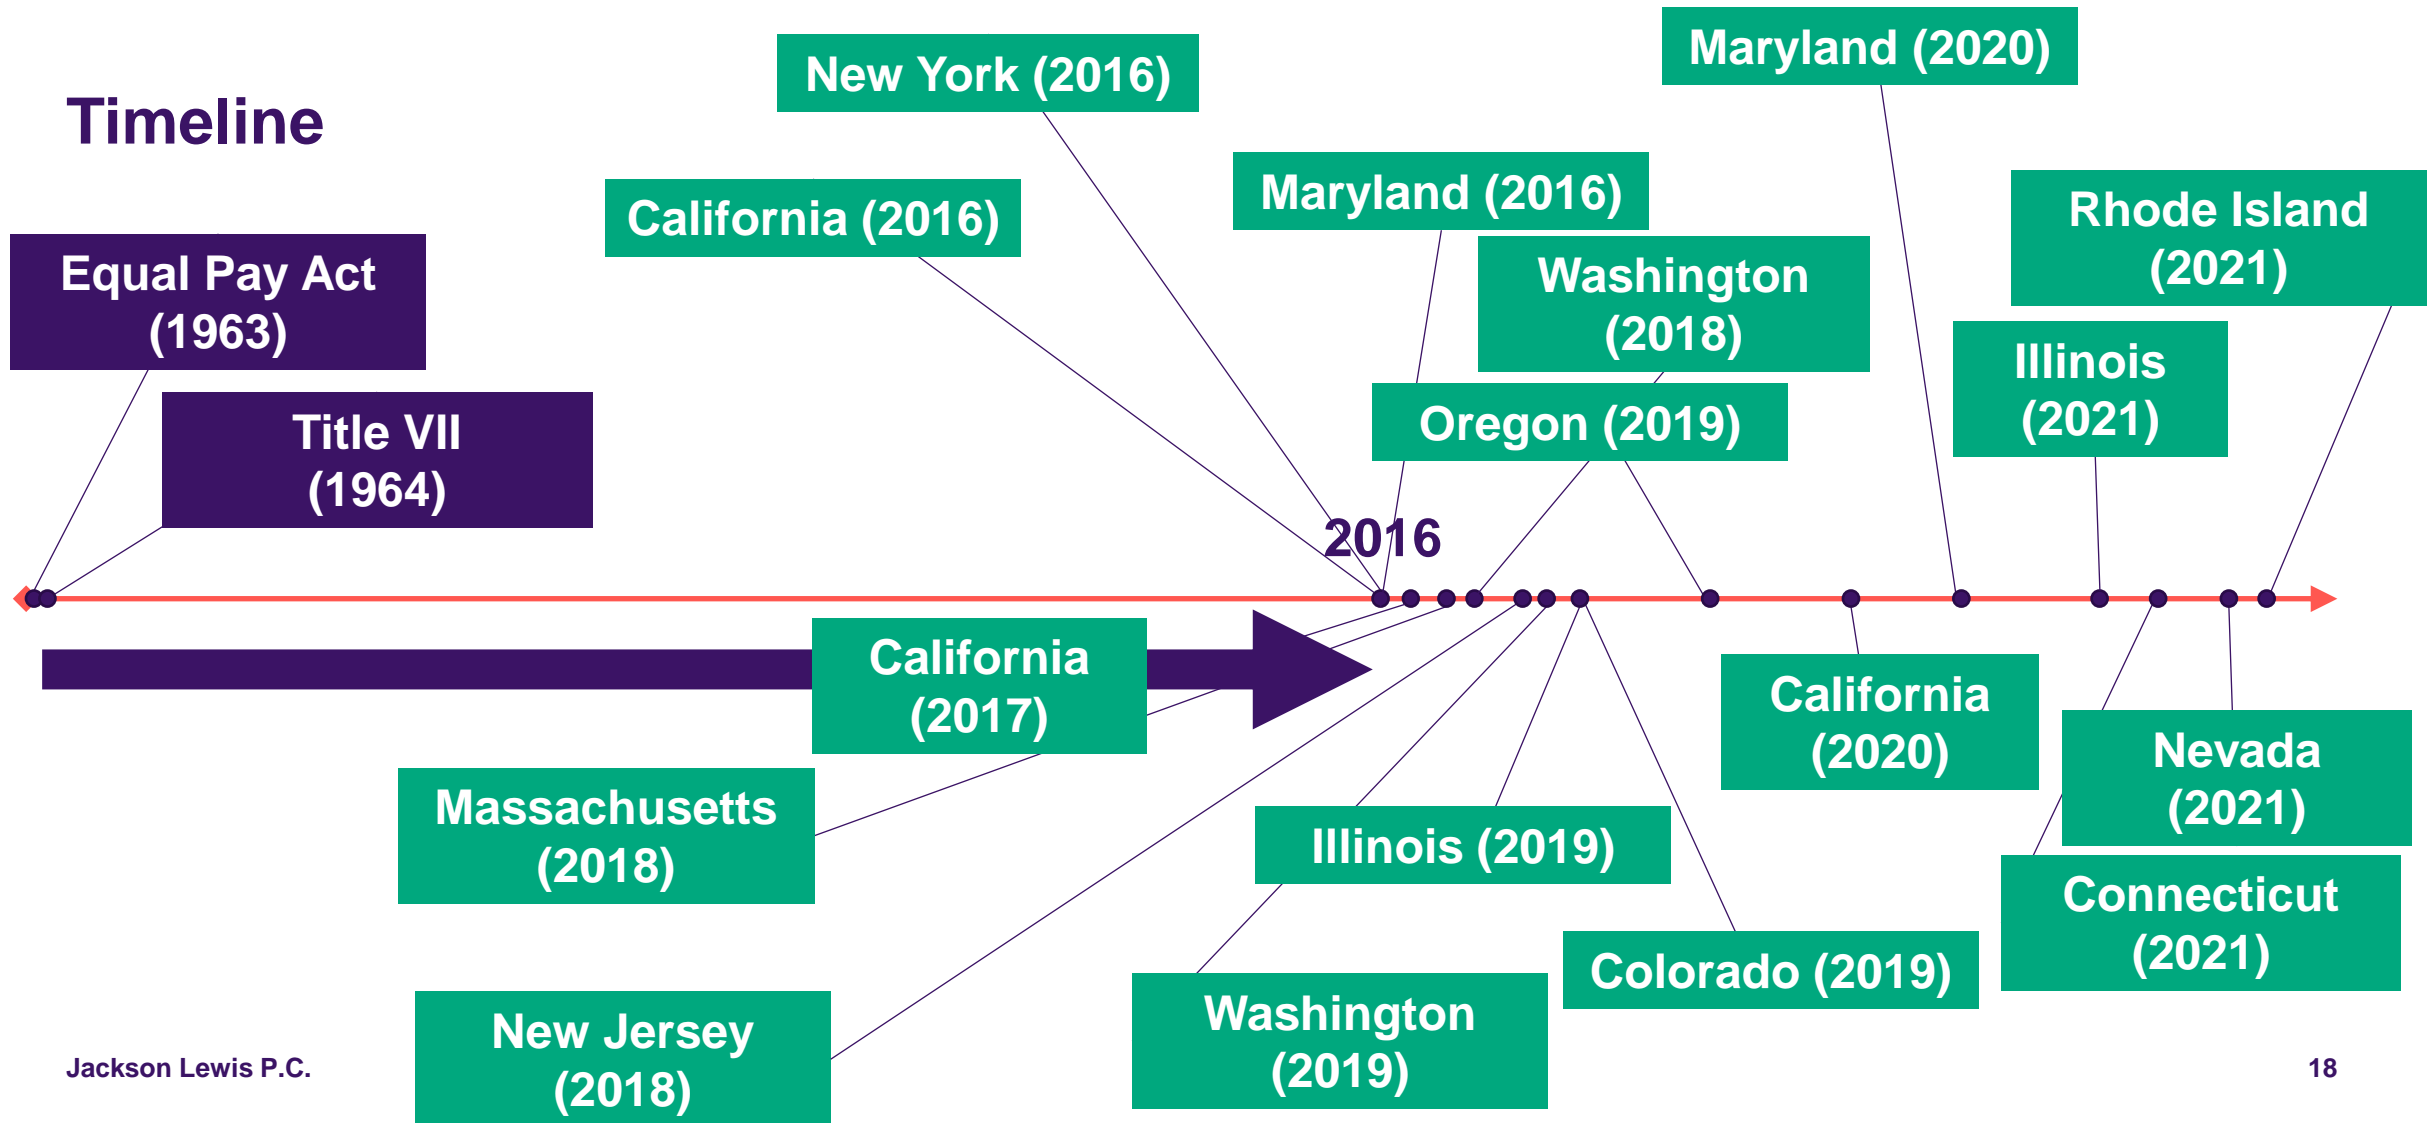 Timeline
New York (2016)
Maryland (2020)
California (2016)
Maryland (2016)
Rhode Island
(2021)
Equal Pay Act
(1963)
Washington
(2018)
Illinois
(2021)
Title VII
(1964)
Oregon (2019)
2016
California
(2017)
California
(2020)
Nevada
(2021)
Massachusetts
(2018)
Illinois (2019)
Connecticut
(2021)
Colorado (2019)
Washington
(2019)
New Jersey
(2018)
Jackson Lewis P.C.
18